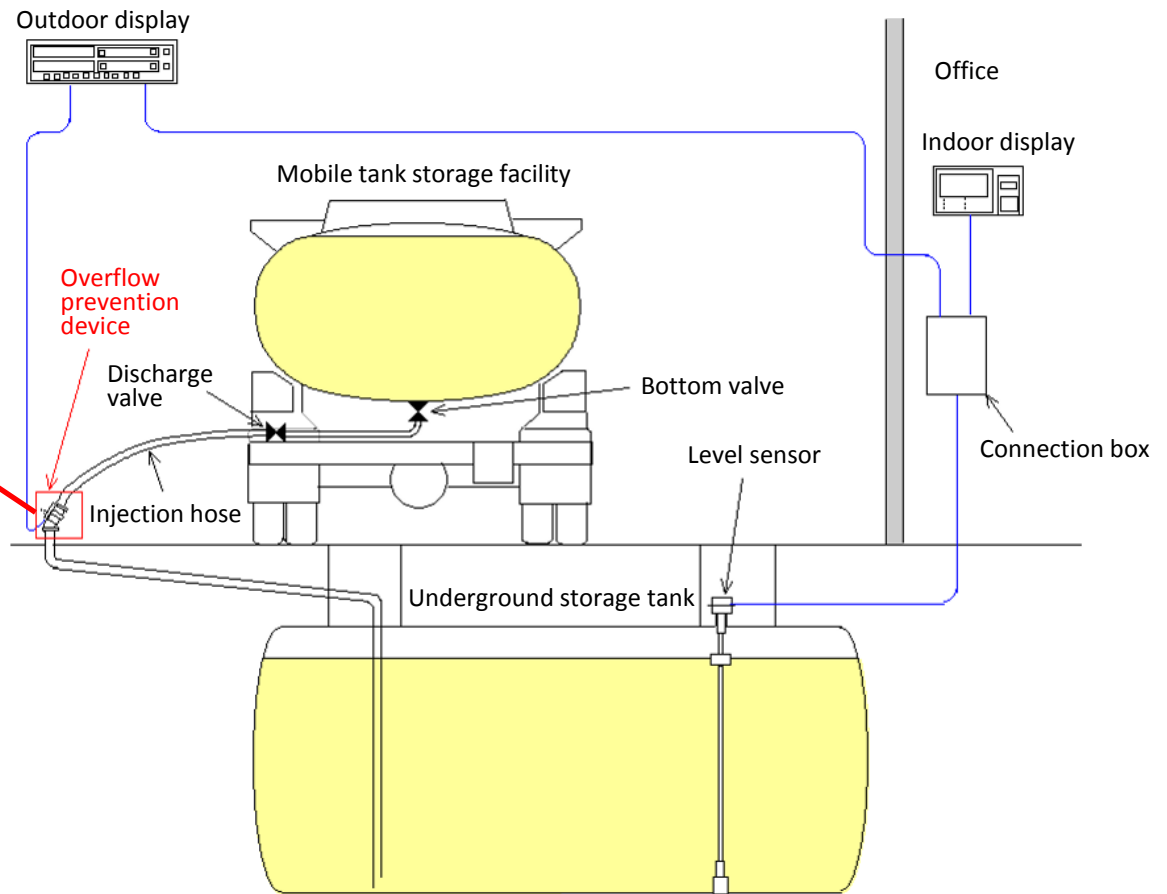 Outdoor display
Office
Indoor display
Mobile tank storage facility
Overflow
prevention
device
Discharge
valve
Bottom valve
Connection box
Level sensor
Injection hose
Underground storage tank